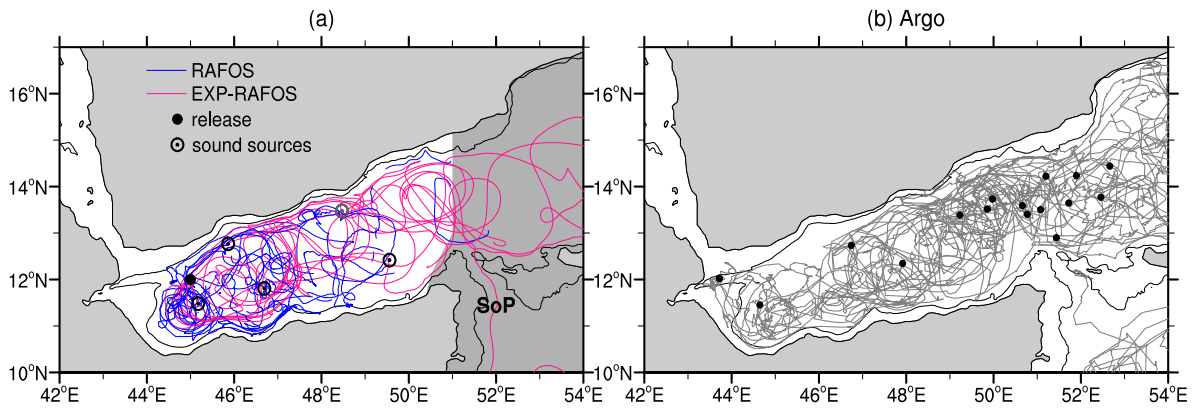 (a)
(b) Argo
RAFOS
EXP-RAFOS
release
sound sources
SoP
16°N
14°N
12°N
10°N
42°E 44°E 46°E 48°E 50°E 52°E 54°E
16°N
14°N
12°N
10°N
42°E 44°E 46°E 48°E 50°E 52°E 54°E